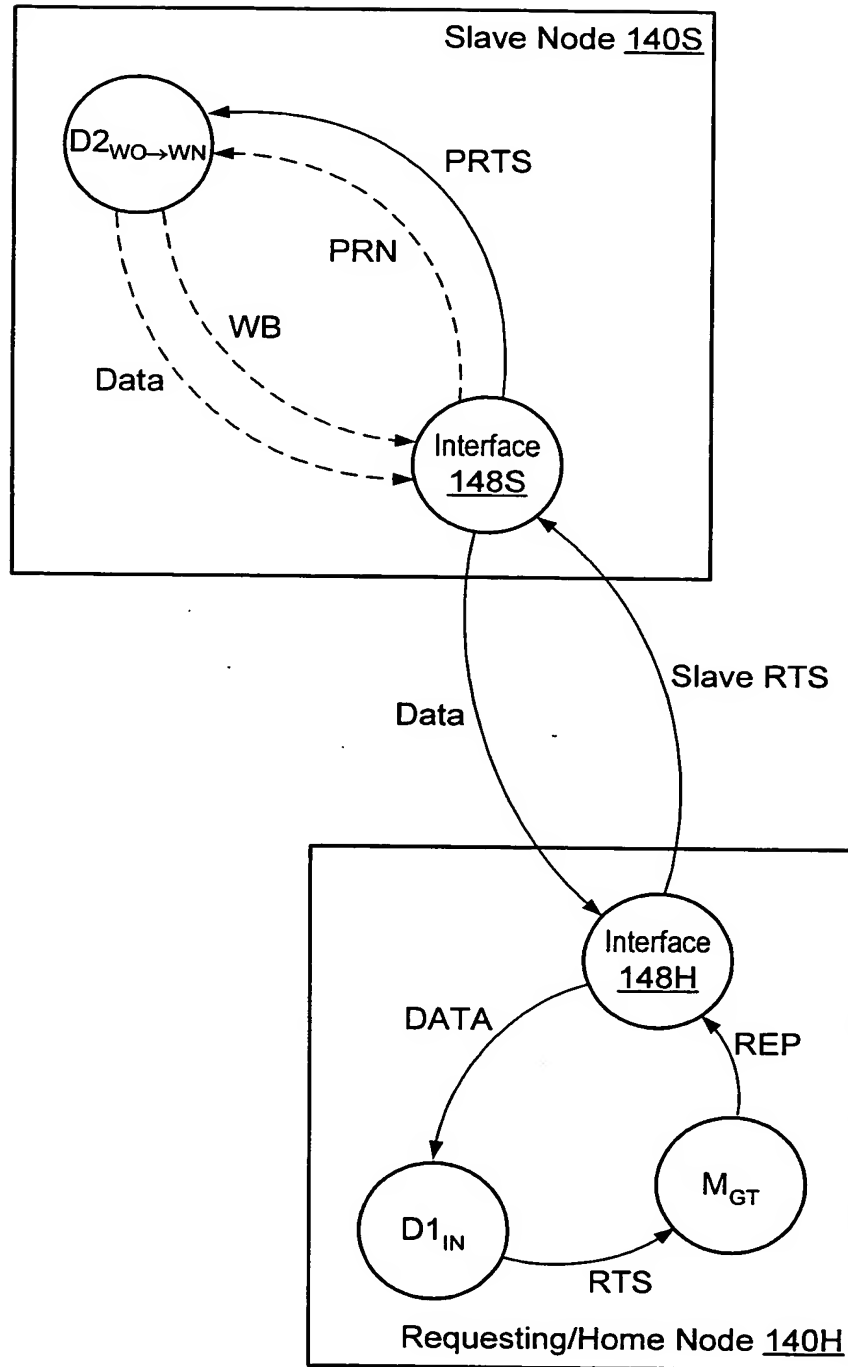 Slave Node 140S
D2WO→WN
PRTS
PRN
WB
Data
Interface
148S
Slave RTS
Data
Interface
148H
DATA
REP
MGT
D1IN
RTS
Requesting/Home Node 140H